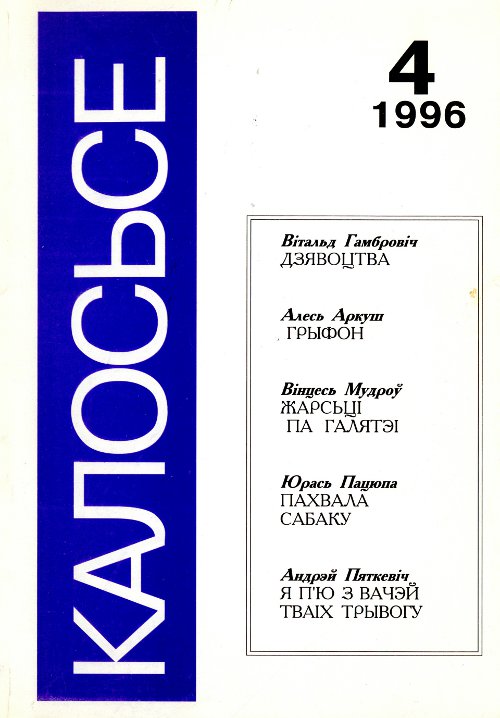 КАЛОСЬСЕ
4
1996
Вітальд Гамбровіч
ДЗЯВОЦТВА
Алесь Аркуш
ГРЫФОН
Вінцесь Мудроў
ЖАРСЬЦІ
ПА ГАЛЯТЭІ
Юрась Пацюпа
ПАХВАЛА
САБАКУ
Андрэй Пяткевіч
Я П'Ю З ВАЧЭЙ
ТВАІХ ТРЫВОГУ